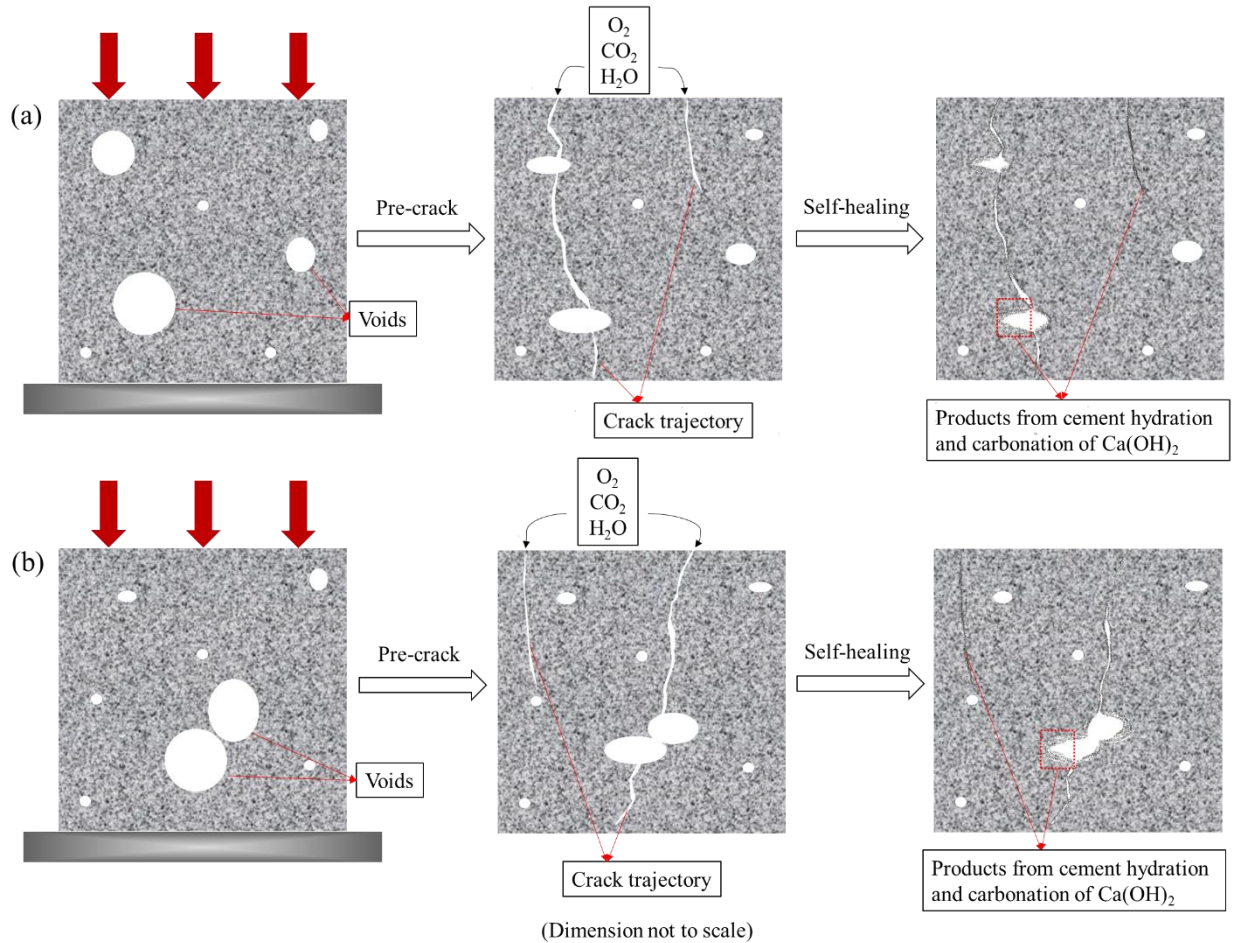 (a)
O₂
CO₂
H₂O
Pre-crack
Self-healing
Voids
Crack trajectory
Products from cement hydration
and carbonation of Ca(OH)₂
(b)
O₂
CO₂
H₂O
Pre-crack
Self-healing
Voids
Crack trajectory
Products from cement hydration
and carbonation of Ca(OH)₂
(Dimension not to scale)